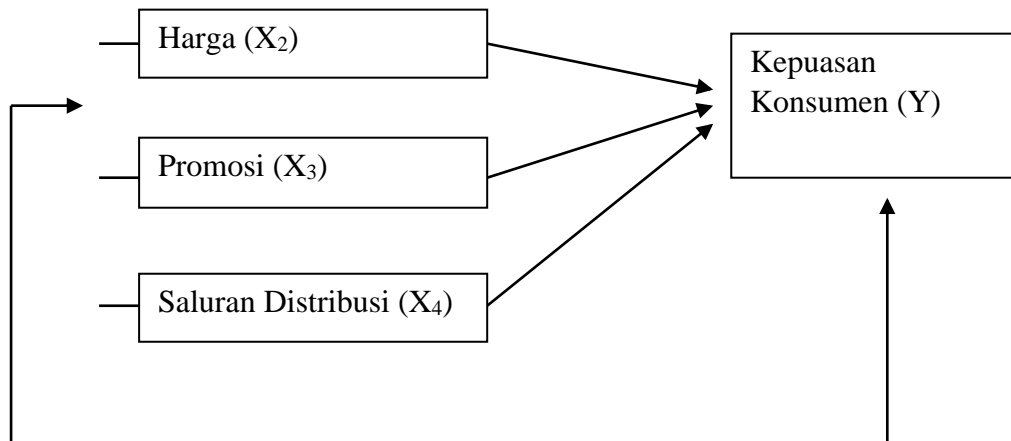 Harga (X₂)
Kepuasan
Konsumen (Y)
Promosi (X₃)
Saluran Distribusi (X₄)